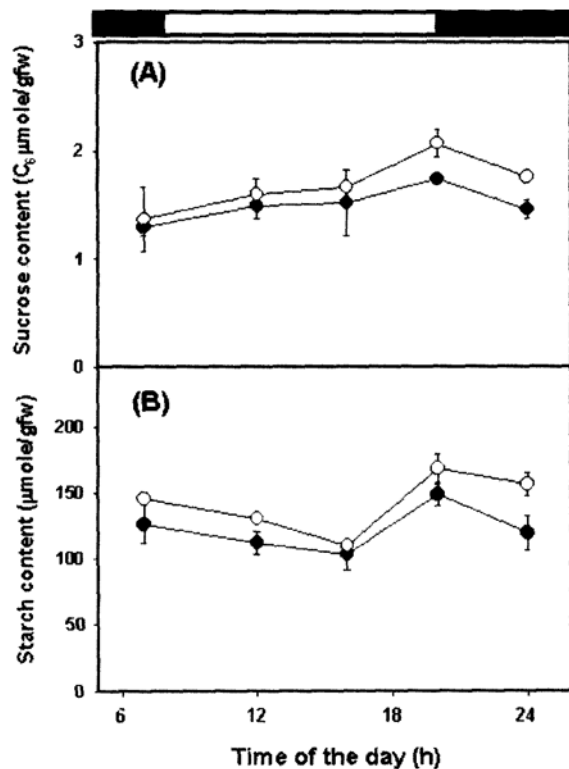 3
(A)
2
1
0
Sucrose content (C₆ μmole/gfw)
(B)
200
150
100
50
0
Starch content (μmole/gfw)
6 12 18 24
Time of the day (h)